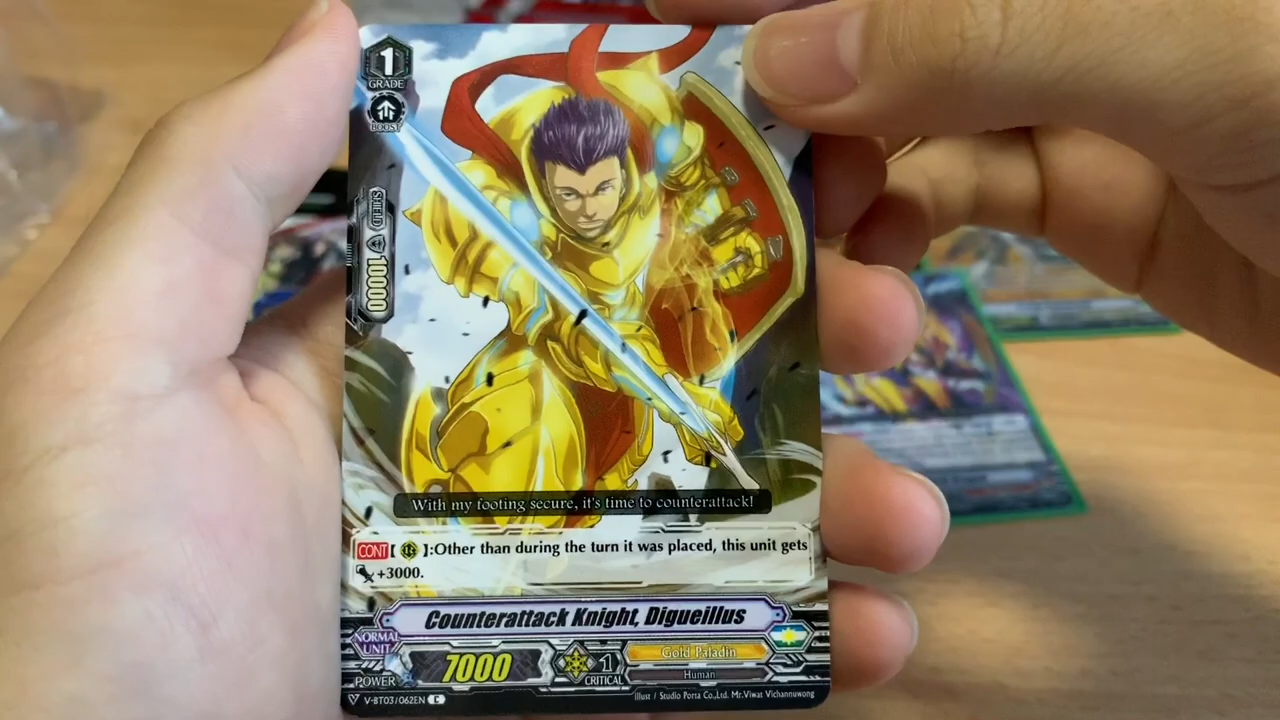 1
GRADE
BOOST
SHIELD 10000
With my footing secure, it's time to counterattack!
CONT【 】:Other than during the turn it was placed, this unit gets
+3000.
Counterattack Knight, Digueillus
NORMAL
UNIT
POWER
7000
1
CRITICAL
Gold Paladin
Human
V-BT03/062EN C
Illust / Studio Porta Co.,Ltd. Mr.Viwat Vichannuwong